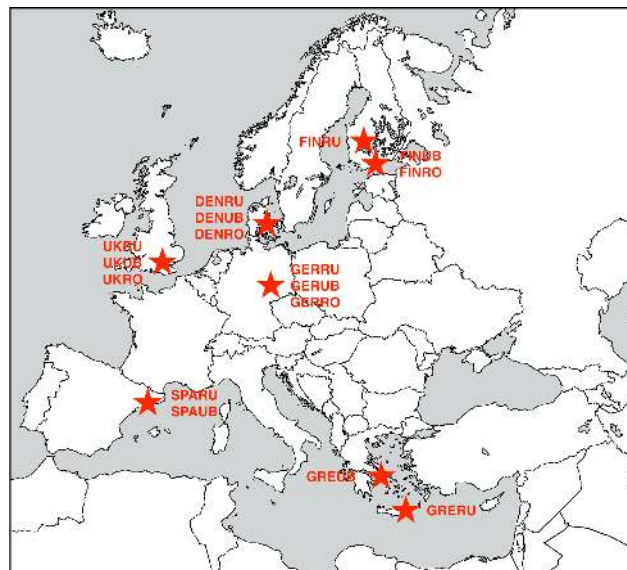 FINRU
FINUB
FINRO
DENRU
DENUB
DENRO
UKRU
UKUB
UKRO
GERRU
GERUB
GERRO
SPARU
SPAUB
GREUB
GRERU